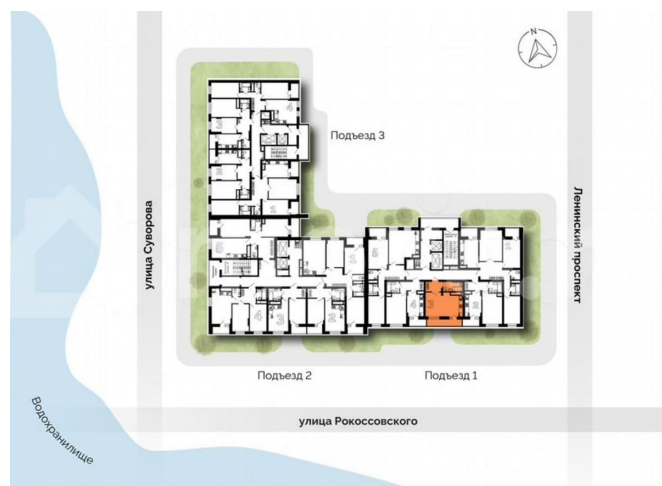 N
Подъезд 3
улица Суворова
Ленинский проспект
Подъезд 2
Подъезд 1
улица Рокоссовского
Водохранилище